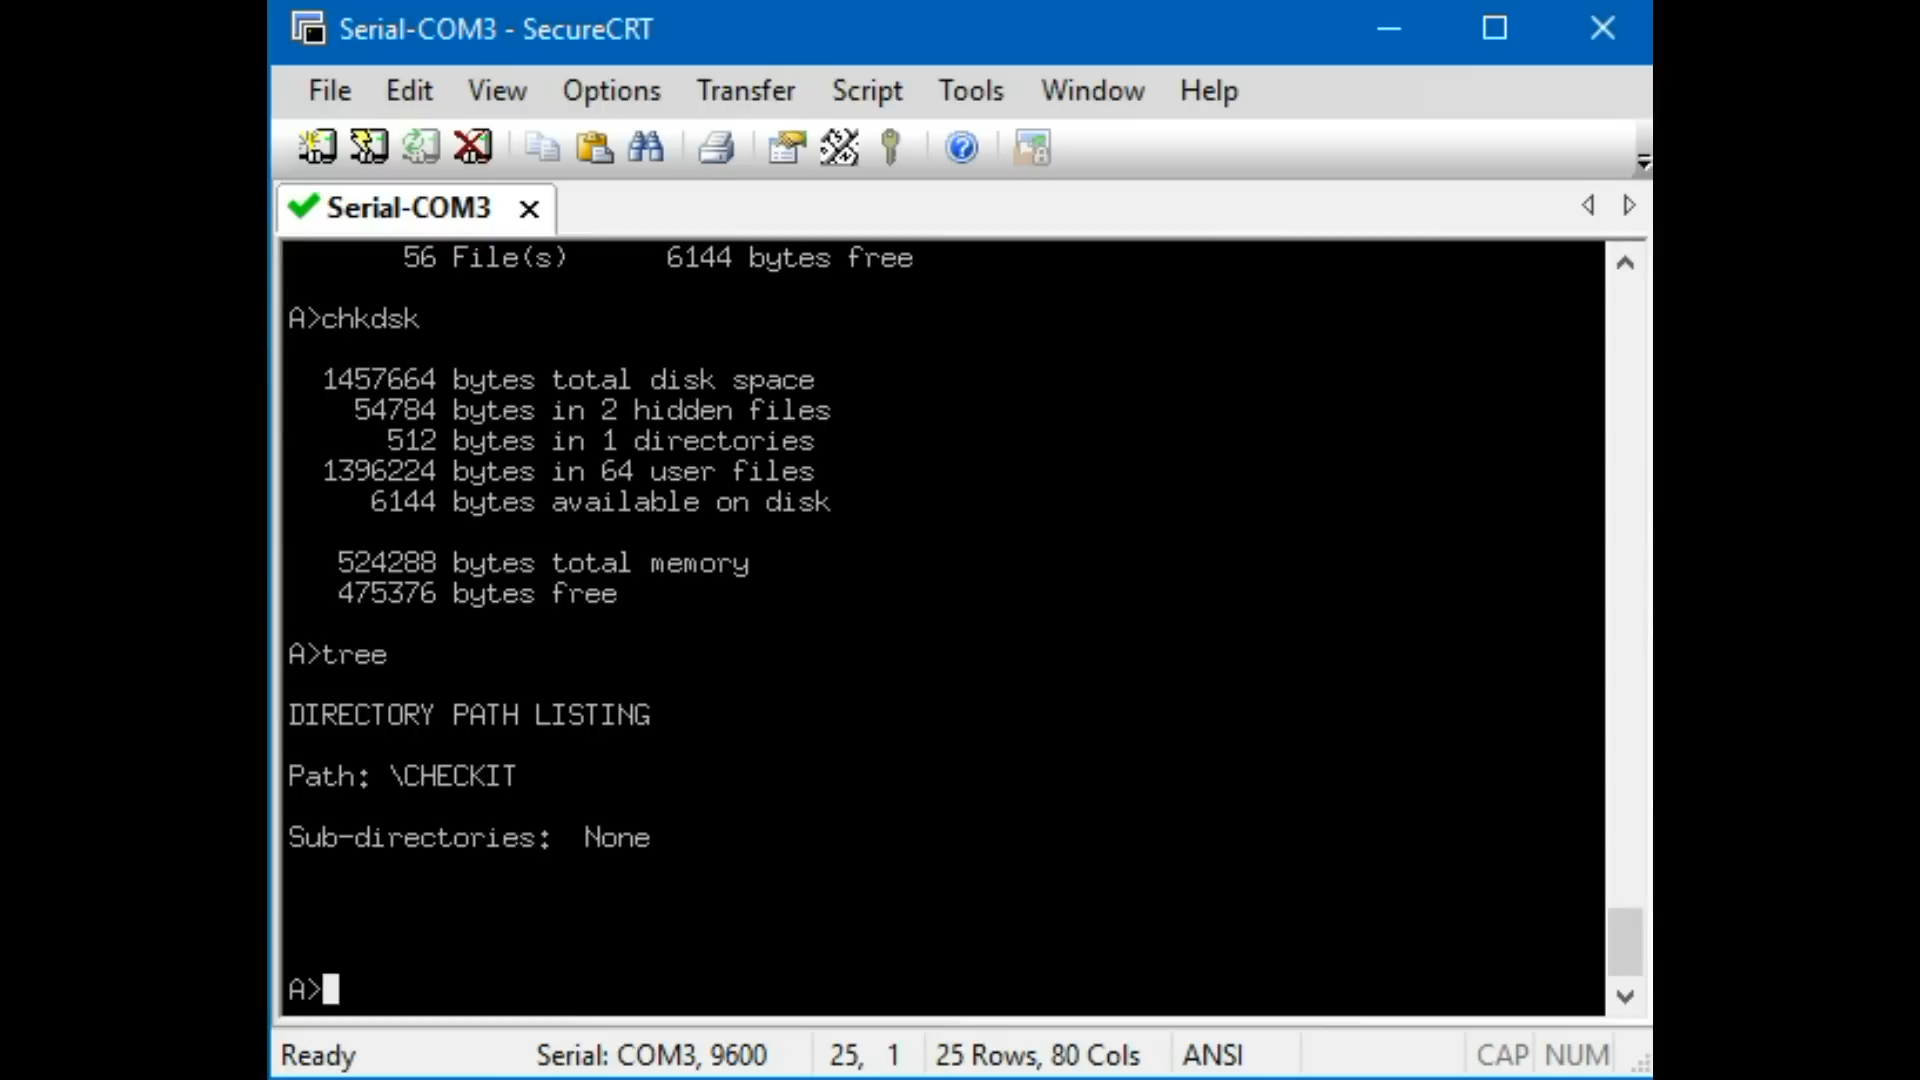 Serial-COM3 - SecureCRT
File Edit View Options Transfer Script Tools Window Help
Serial-COM3
56 File(s) 6144 bytes free
A>chkdsk
1457664 bytes total disk space
54784 bytes in 2 hidden files
512 bytes in 1 directories
1396224 bytes in 64 user files
6144 bytes available on disk
524288 bytes total memory
475376 bytes free
A>tree
DIRECTORY PATH LISTING
Path: \CHECKIT
Sub-directories: None
A>
Ready Serial: COM3, 9600 25, 1 25 Rows, 80 Cols ANSI CAP NUM